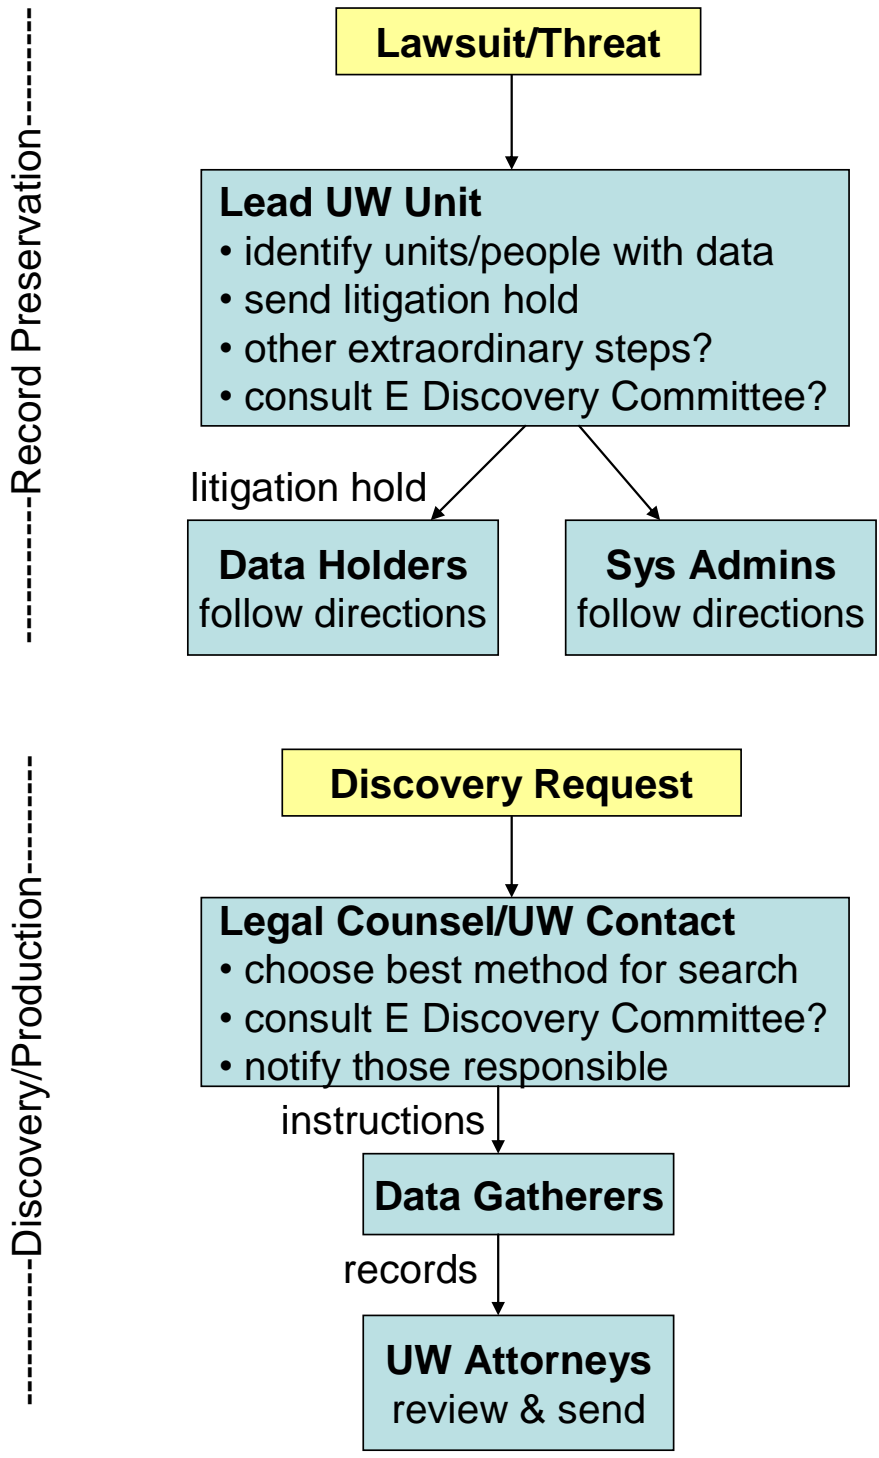 ------------Record Preservation------------
Lawsuit/Threat
Lead UW Unit
• identify units/people with data
• send litigation hold
• other extraordinary steps?
• consult E Discovery Committee?
litigation hold
Data Holders
follow directions
Sys Admins
follow directions
------------Discovery/Production----------
Discovery Request
Legal Counsel/UW Contact
• choose best method for search
• consult E Discovery Committee?
• notify those responsible
instructions
Data Gatherers
records
UW Attorneys
review & send